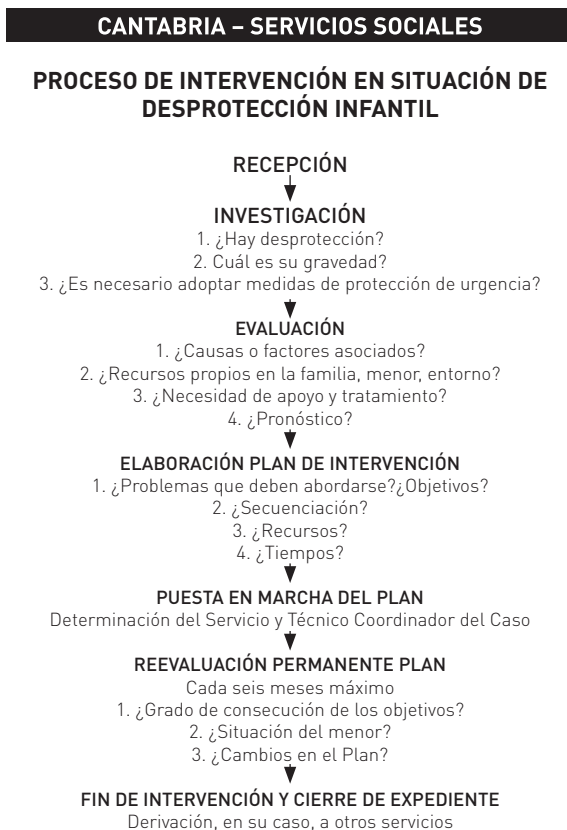 CANTABRIA – SERVICIOS SOCIALES
PROCESO DE INTERVENCIÓN EN SITUACIÓN DE
DESPROTECCIÓN INFANTIL
RECEPCIÓN
INVESTIGACIÓN
1. ¿Hay desprotección?
2. Cuál es su gravedad?
3. ¿Es necesario adoptar medidas de protección de urgencia?
EVALUACIÓN
1. ¿Causas o factores asociados?
2. ¿Recursos propios en la familia, menor, entorno?
3. ¿Necesidad de apoyo y tratamiento?
4. ¿Pronóstico?
ELABORACIÓN PLAN DE INTERVENCIÓN
1. ¿Problemas que deben abordarse?¿Objetivos?
2. ¿Secuenciación?
3. ¿Recursos?
4. ¿Tiempos?
PUESTA EN MARCHA DEL PLAN
Determinación del Servicio y Técnico Coordinador del Caso
REEVALUACIÓN PERMANENTE PLAN
Cada seis meses máximo
1. ¿Grado de consecución de los objetivos?
2. ¿Situación del menor?
3. ¿Cambios en el Plan?
FIN DE INTERVENCIÓN Y CIERRE DE EXPEDIENTE
Derivación, en su caso, a otros servicios